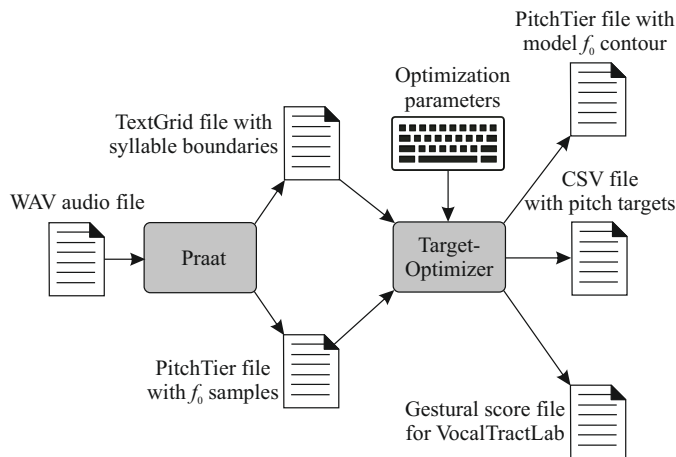 PitchTier file with
model f₀ contour
Optimization
parameters
TextGrid file with
syllable boundaries
CSV file
with pitch targets
WAV audio file
Praat
Target-
Optimizer
PitchTier file
with f₀ samples
Gestural score file
for VocalTractLab